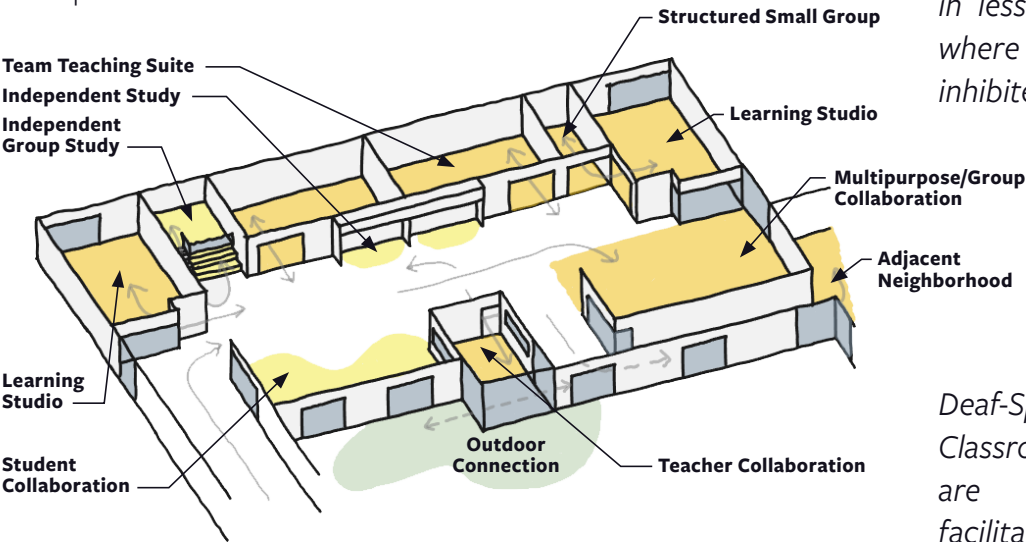 Structured Small Group
Team Teaching Suite
Independent Study
Independent
Group Study
Learning Studio
Multipurpose/Group
Collaboration
Adjacent
Neighborhood
Learning
Studio
Student
Collaboration
Outdoor
Connection
Teacher Collaboration
in less
where
inhibite
Deaf-Sp
Classro
are
facilita